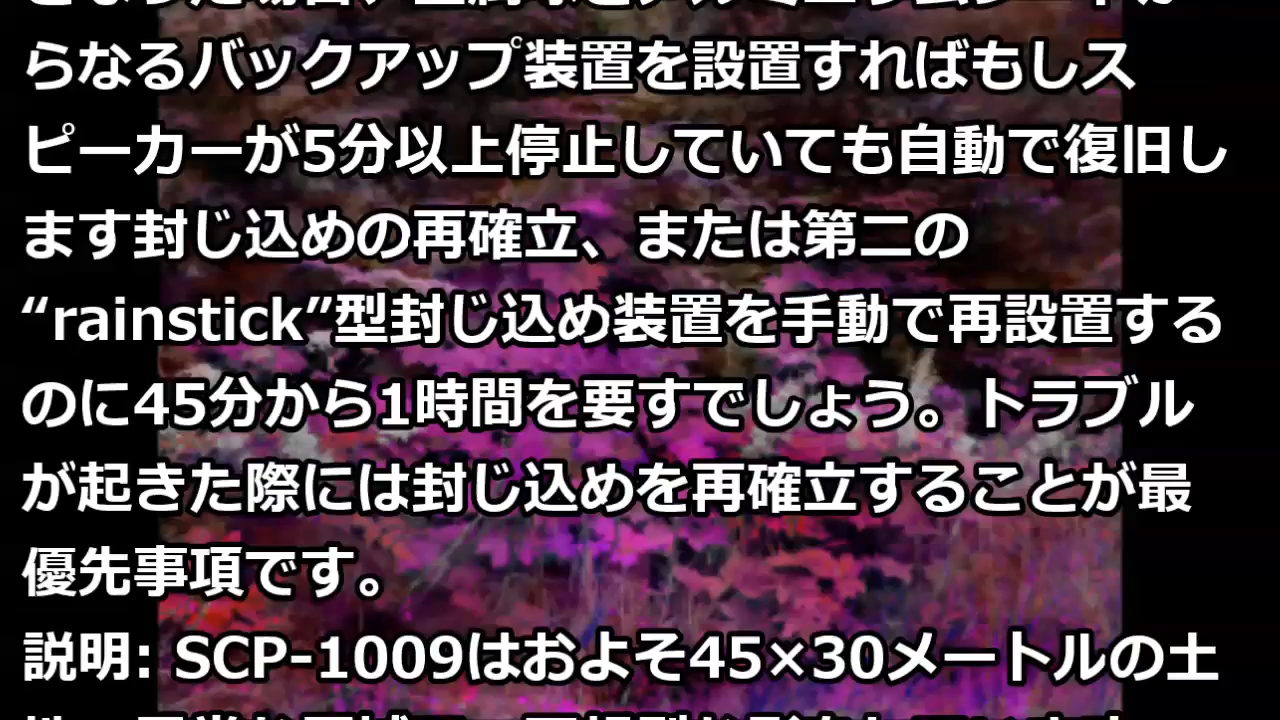 らなるバックアップ装置を設置すればもしス
ピーカーが5分以上停止していても自動で復旧し
ます封じ込めの再確立、または第二の
“rainstick”型封じ込め装置を手動で再設置する
のに45分から1時間を要すでしょう。トラブル
が起きた際には封じ込めを再確立することが最
優先事項です。
説明: SCP-1009はおよそ45×30メートルの土